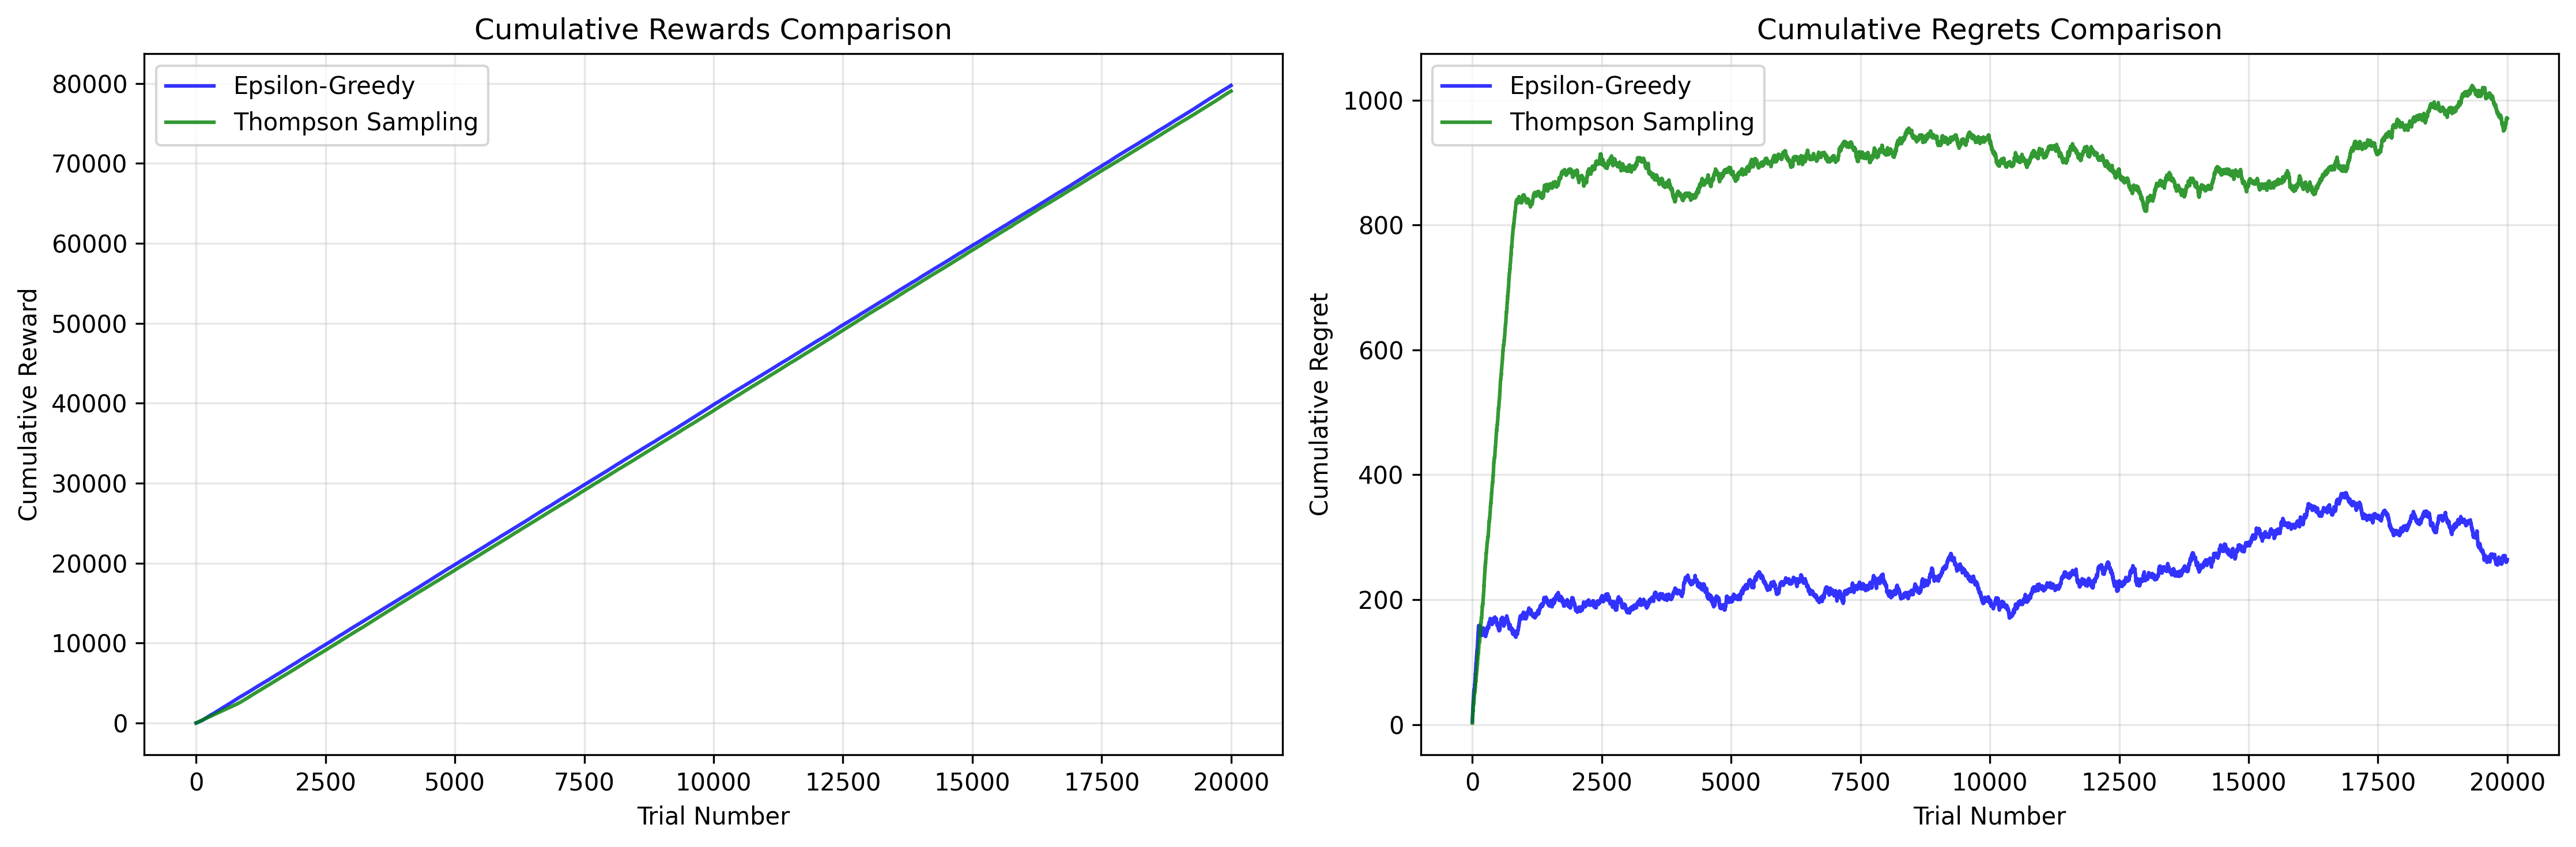 Cumulative Rewards Comparison
Epsilon-Greedy
Thompson Sampling
80000
70000
60000
50000
40000
30000
20000
10000
0
Cumulative Reward
0 2500 5000 7500 10000 12500 15000 17500 20000
Trial Number
Cumulative Regrets Comparison
Epsilon-Greedy
Thompson Sampling
1000
800
600
400
200
0
Cumulative Regret
0 2500 5000 7500 10000 12500 15000 17500 20000
Trial Number